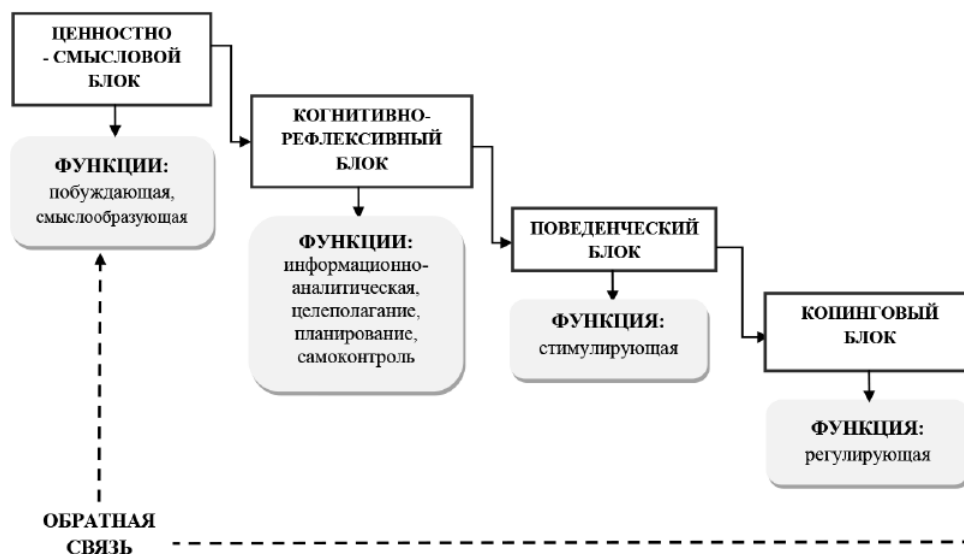 ЦЕННОСТНО
- СМЫСЛОВОЙ
БЛОК
ФУНКЦИИ:
побуждающая,
смыслообразующая
КОГНИТИВНО-
РЕФЛЕКСИВНЫЙ
БЛОК
ФУНКЦИИ:
информационно-
аналитическая,
целеполагание,
планирование,
самоконтроль
ПОВЕДЕНЧЕСКИЙ
БЛОК
ФУНКЦИЯ:
стимулирующая
КОПИНГОВЫЙ
БЛОК
ФУНКЦИЯ:
регулирующая
ОБРАТНАЯ
СВЯЗЬ